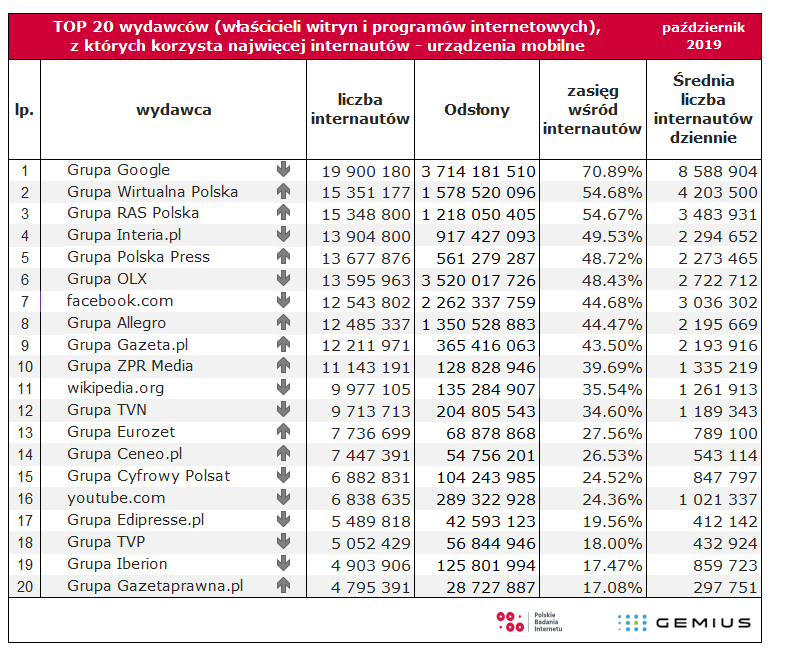 TOP 20 wydawców (właścicieli witryn i programów internetowych), październik
z których korzysta najwięcej internautów - urządzenia mobilne 2019
lp. wydawca liczba internautów Odsłony zasięg wśród internautów Średnia liczba internautów dziennie
1 Grupa Google 19 900 180 3 714 181 510 70.89% 8 588 904
2 Grupa Wirtualna Polska 15 351 177 1 578 520 096 54.68% 4 203 500
3 Grupa RAS Polska 15 348 800 1 218 050 405 54.67% 3 483 931
4 Grupa Interia.pl 13 904 800 917 427 093 49.53% 2 294 652
5 Grupa Polska Press 13 677 876 561 279 287 48.72% 2 273 465
6 Grupa OLX 13 595 963 3 520 017 726 48.43% 2 722 712
7 facebook.com 12 543 802 2 262 337 759 44.68% 3 036 302
8 Grupa Allegro 12 485 337 1 350 528 883 44.47% 2 195 669
9 Grupa Gazeta.pl 12 211 971 365 416 063 43.50% 2 193 916
10 Grupa ZPR Media 11 143 191 128 828 946 39.69% 1 335 219
11 wikipedia.org 9 977 105 135 284 907 35.54% 1 261 913
12 Grupa TVN 9 713 713 204 805 543 34.60% 1 189 343
13 Grupa Eurozet 7 736 699 68 878 868 27.56% 789 100
14 Grupa Ceneo.pl 7 447 391 54 756 201 26.53% 543 114
15 Grupa Cyfrowy Polsat 6 882 831 104 243 985 24.52% 847 797
16 youtube.com 6 838 635 289 322 928 24.36% 1 021 337
17 Grupa Edipresse.pl 5 489 818 42 593 123 19.56% 412 142
18 Grupa TVP 5 052 429 56 844 946 18.00% 432 924
19 Grupa Iberion 4 903 906 125 801 994 17.47% 859 723
20 Grupa Gazetaprawna.pl 4 795 391 28 727 887 17.08% 297 751
Polskie
Badania
Internetu
GEMIUS